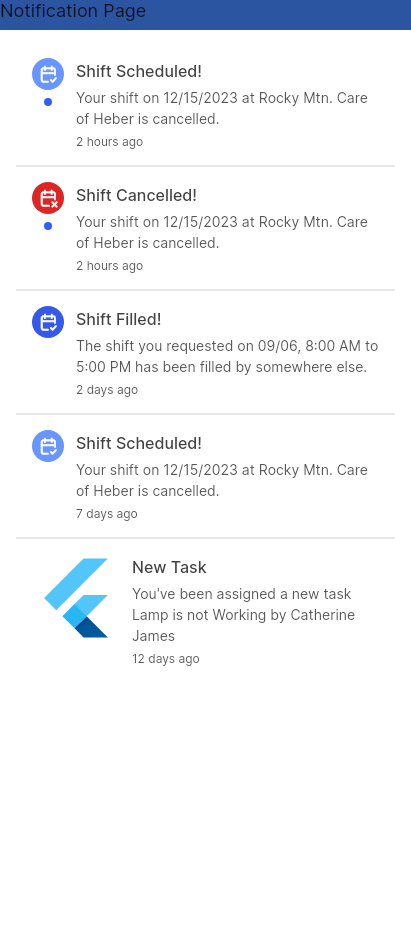 Notification Page
Shift Scheduled!
Your shift on 12/15/2023 at Rocky Mtn. Care
of Heber is cancelled.
2 hours ago
Shift Cancelled!
Your shift on 12/15/2023 at Rocky Mtn. Care
of Heber is cancelled.
2 hours ago
Shift Filled!
The shift you requested on 09/06, 8:00 AM to
5:00 PM has been filled by somewhere else.
2 days ago
Shift Scheduled!
Your shift on 12/15/2023 at Rocky Mtn. Care
of Heber is cancelled.
7 days ago
New Task
You've been assigned a new task
Lamp is not Working by Catherine
James
12 days ago